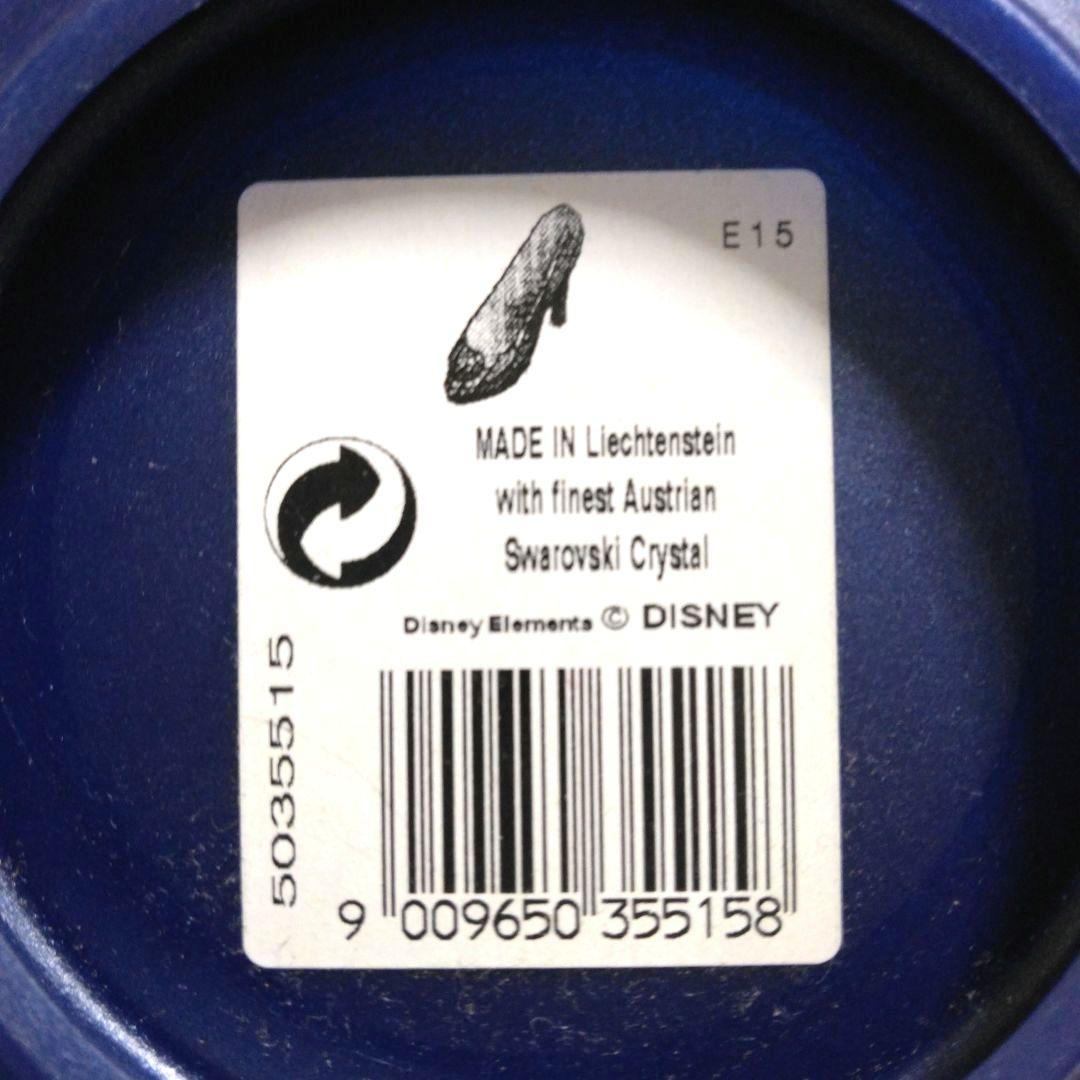 E15
MADE IN Liechtenstein
with finest Austrian
Swarovski Crystal
Disney Elements © DISNEY
5035515
9 009650 355158